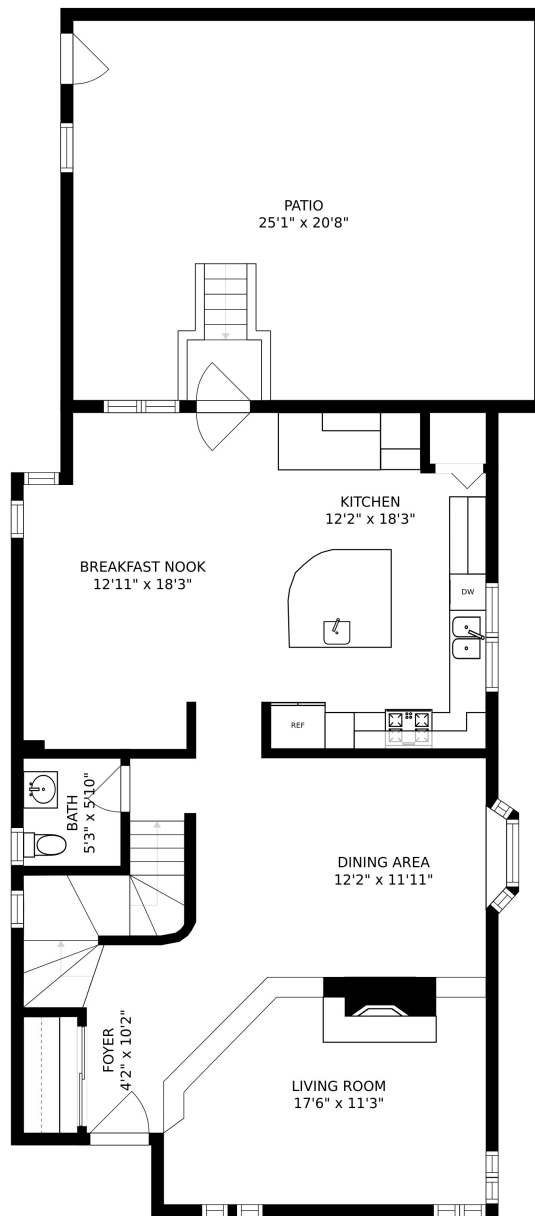 PATIO
25'1" x 20'8"
KITCHEN
12'2" x 18'3"
BREAKFAST NOOK
12'11" x 18'3"
DW
REF
BATH
5'3" x 5'10"
DINING AREA
12'2" x 11'11"
FOYER
4'2" x 10'2"
LIVING ROOM
17'6" x 11'3"